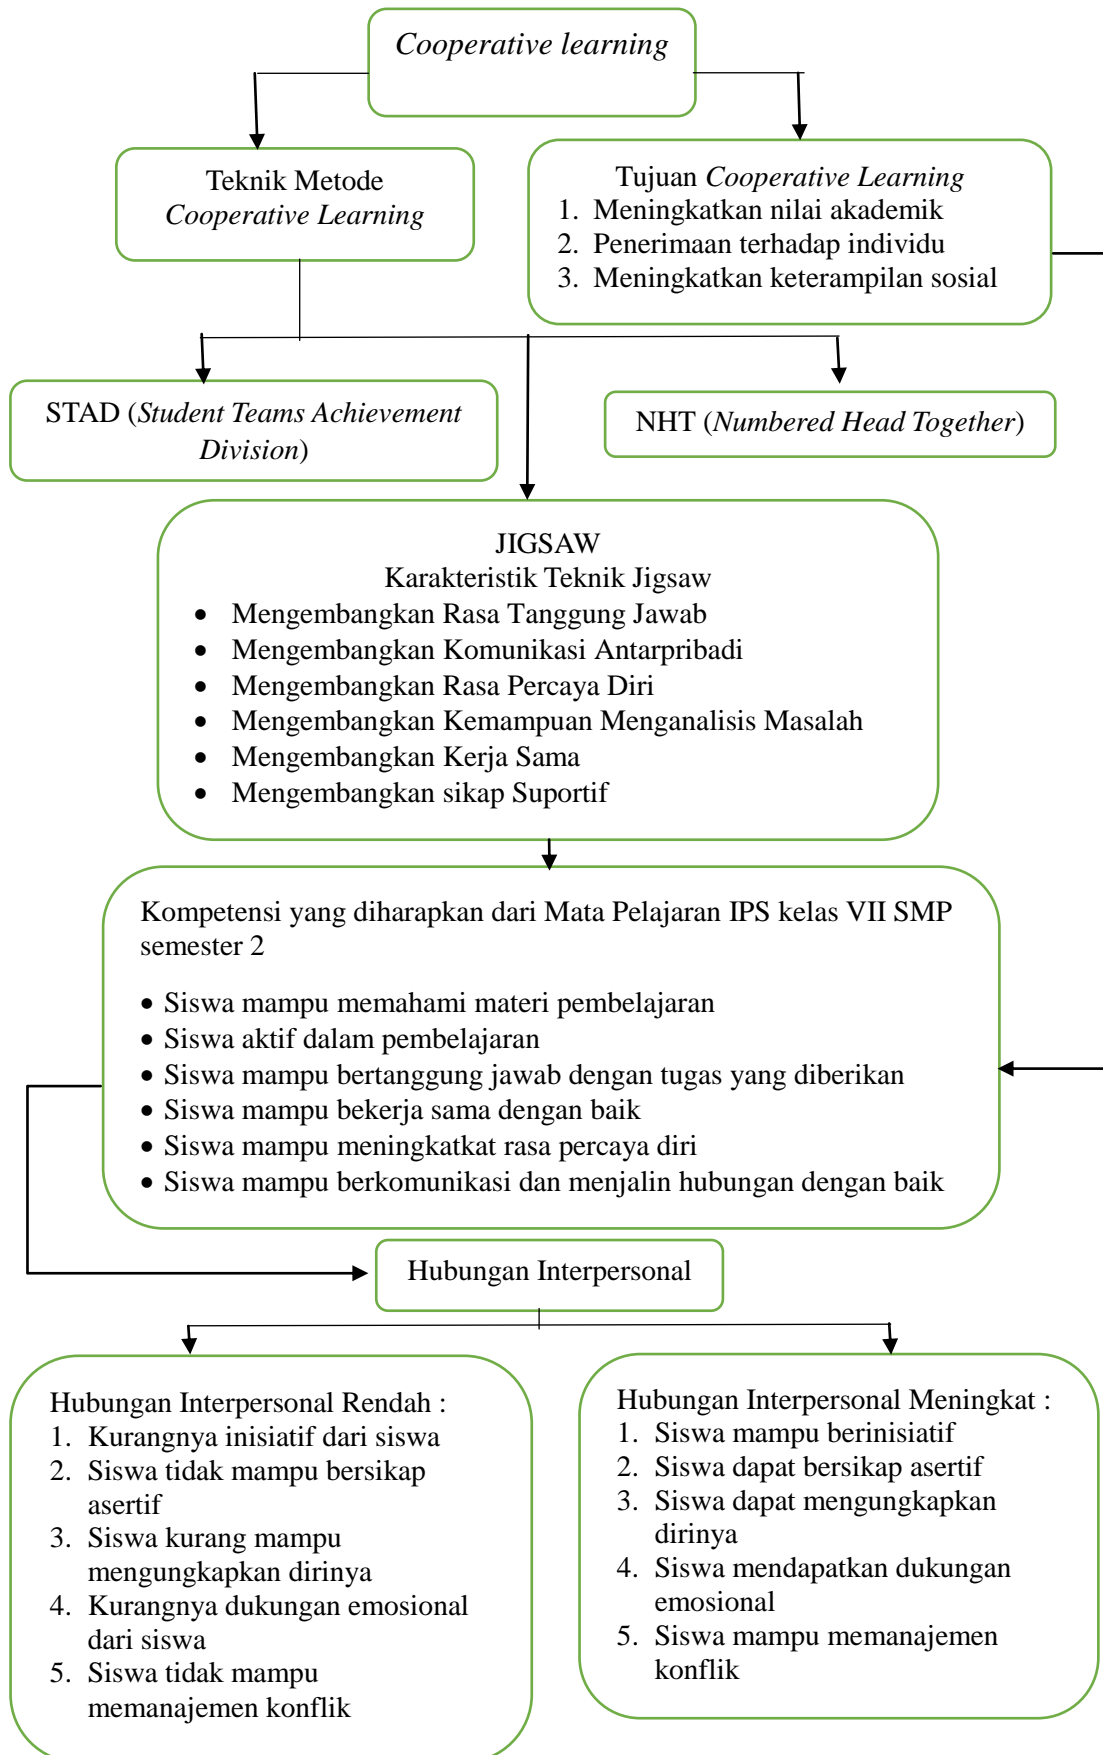 Cooperative learning
Teknik Metode
Cooperative Learning
Tujuan Cooperative Learning
1. Meningkatkan nilai akademik
2. Penerimaan terhadap individu
3. Meningkatkan keterampilan sosial
STAD (Student Teams Achievement
Division)
NHT (Numbered Head Together)
JIGSAW
Karakteristik Teknik Jigsaw
• Mengembangkan Rasa Tanggung Jawab
• Mengembangkan Komunikasi Antarpribadi
• Mengembangkan Rasa Percaya Diri
• Mengembangkan Kemampuan Menganalisis Masalah
• Mengembangkan Kerja Sama
• Mengembangkan sikap Suportif
Kompetensi yang diharapkan dari Mata Pelajaran IPS kelas VII SMP
semester 2
• Siswa mampu memahami materi pembelajaran
• Siswa aktif dalam pembelajaran
• Siswa mampu bertanggung jawab dengan tugas yang diberikan
• Siswa mampu bekerja sama dengan baik
• Siswa mampu meningkatkat rasa percaya diri
• Siswa mampu berkomunikasi dan menjalin hubungan dengan baik
Hubungan Interpersonal
Hubungan Interpersonal Rendah :
1. Kurangnya inisiatif dari siswa
2. Siswa tidak mampu bersikap
asertif
3. Siswa kurang mampu
mengungkapkan dirinya
4. Kurangnya dukungan emosional
dari siswa
5. Siswa tidak mampu
memanajemen konflik
Hubungan Interpersonal Meningkat :
1. Siswa mampu berinisiatif
2. Siswa dapat bersikap asertif
3. Siswa dapat mengungkapkan
dirinya
4. Siswa mendapatkan dukungan
emosional
5. Siswa mampu memanajemen
konflik